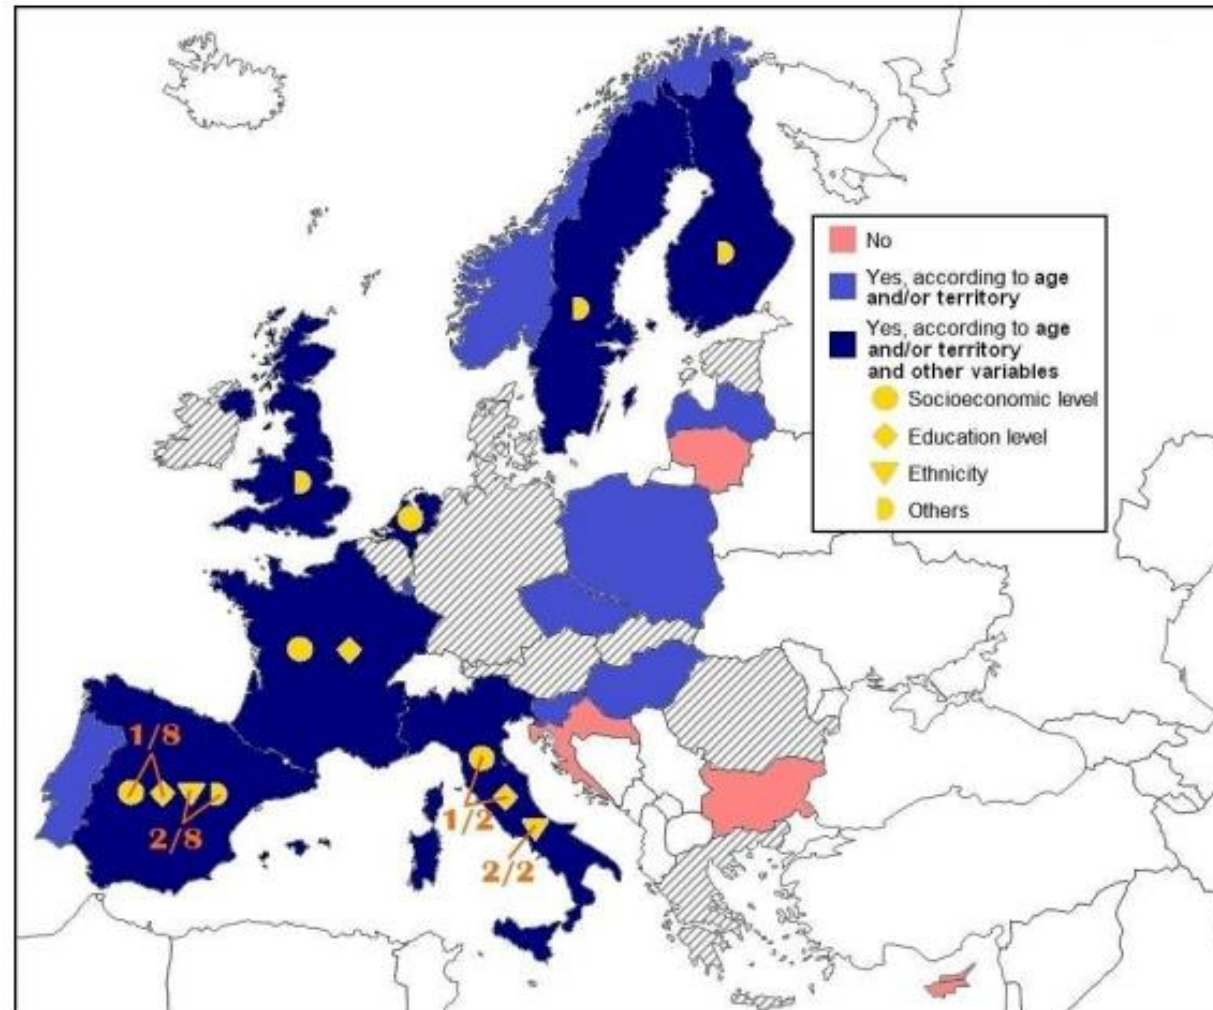 No
Yes, according to age
and/or territory
Yes, according to age
and/or territory
and other variables
Socioeconomic level
Education level
Ethnicity
Others
1/8
2/8
1/2
2/2